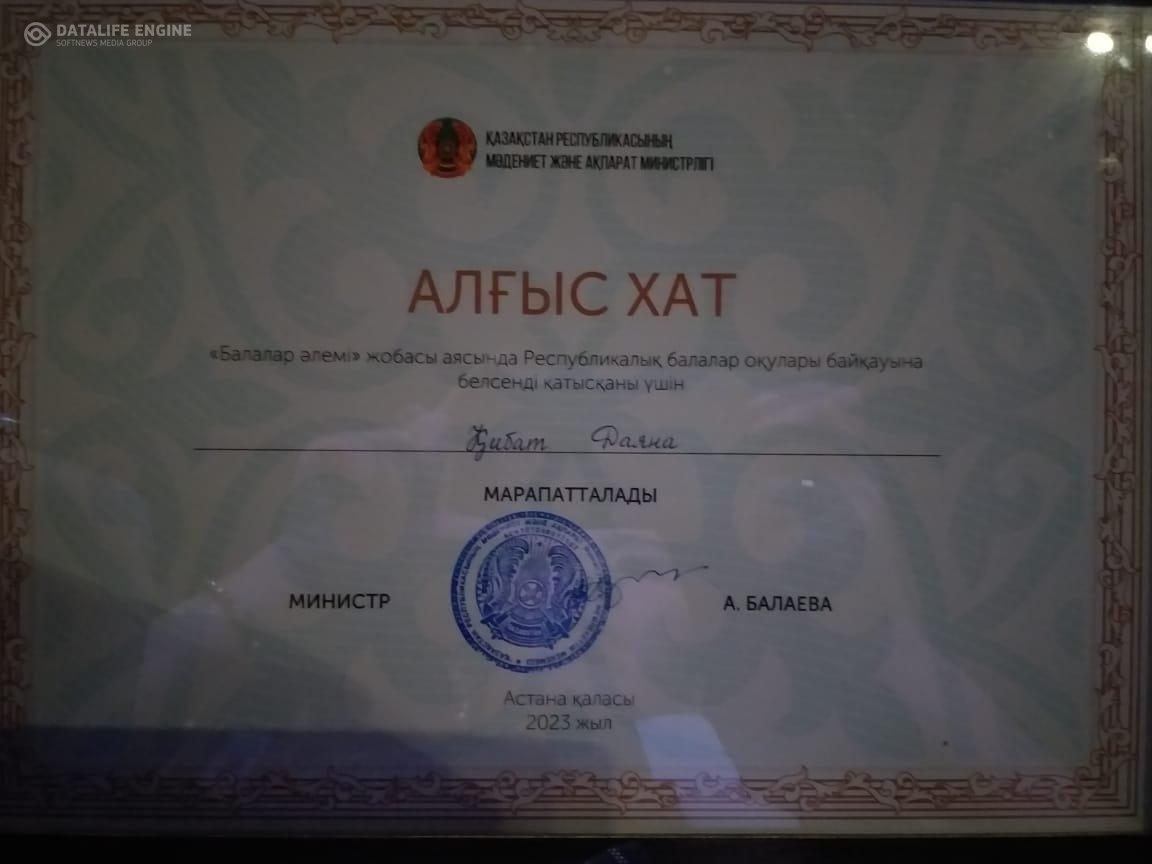 DATALIFE ENGINE
SOFTNEWS MEDIA GROUP
ҚАЗАҚСТАН РЕСПУБЛИКАСЫНЫҢ
МӘДЕНИЕТ ЖӘНЕ АҚПАРАТ МИНИСТРЛІГІ
АЛҒЫС ХАТ
«Балалар әлемі» жобасы аясында Республикалық балалар оқулары байқауына
белсенді қатысқаны үшін
Қибат Даяна
МАРАПАТТАЛАДЫ
МИНИСТР
А. БАЛАЕВА
Астана қаласы
2023 жыл